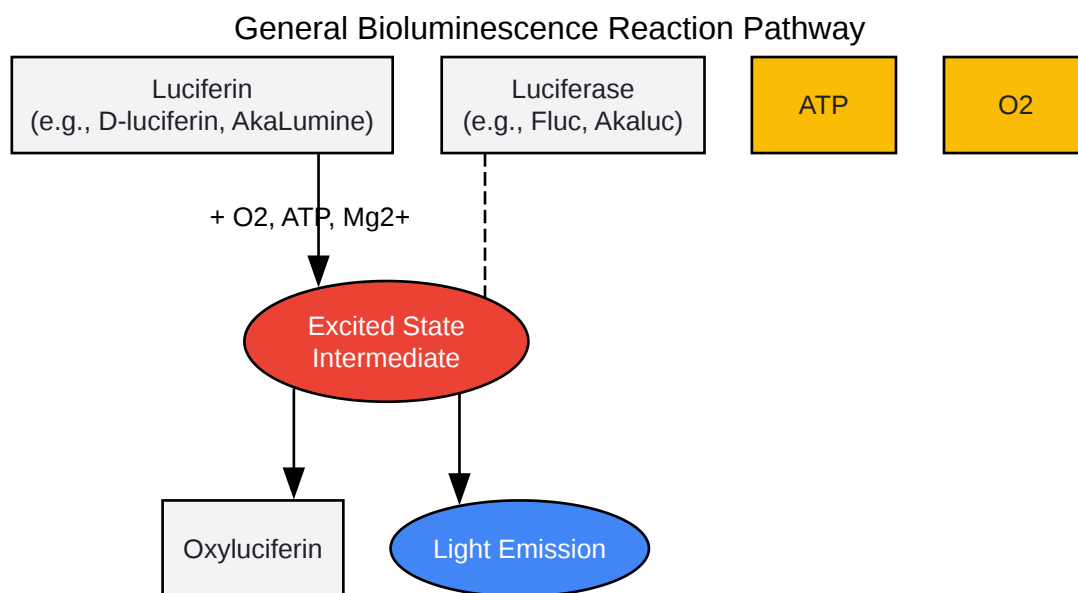 General Bioluminescence Reaction Pathway
Luciferin
(e.g., D-luciferin, AkaLumine)
Luciferase
(e.g., Fluc, Akaluc)
ATP
O2
+ O2, ATP, Mg2+
Excited State
Intermediate
Oxyluciferin
Light Emission